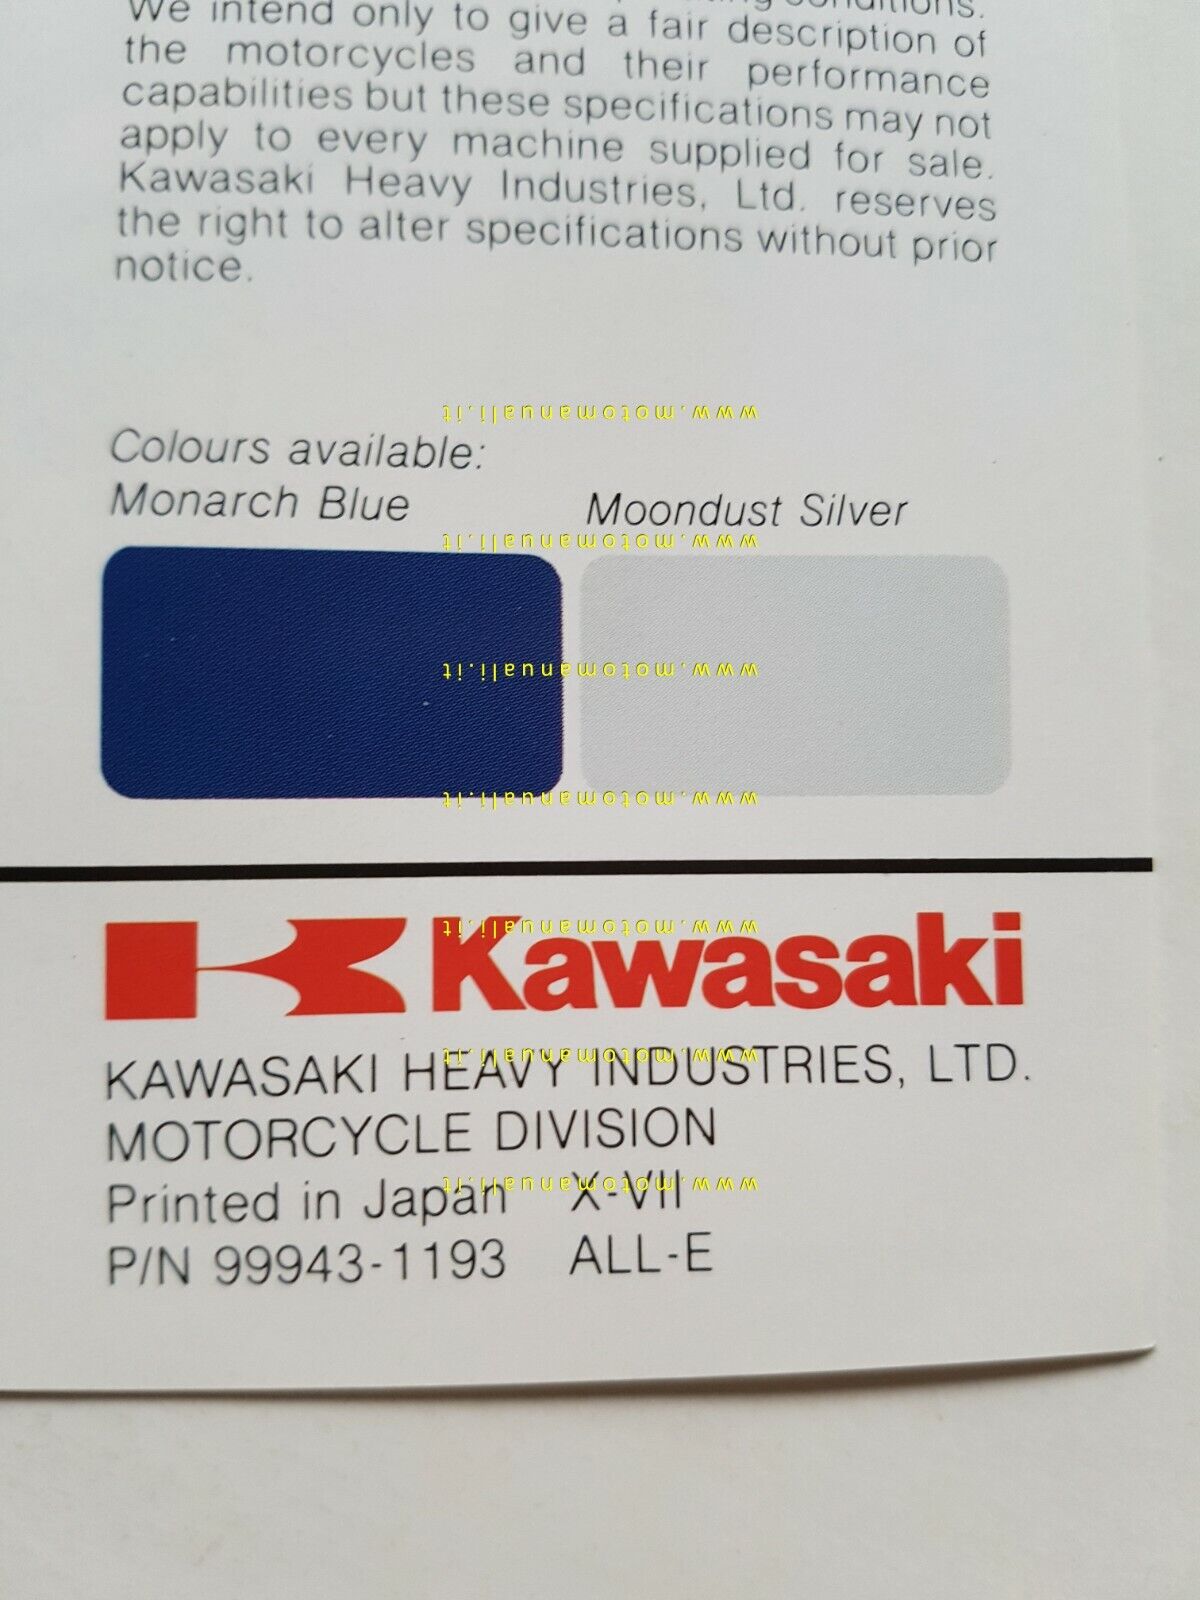 We intend only to give a fair description of
the motorcycles and their performance
capabilities but these specifications may not
apply to every machine supplied for sale.
Kawasaki Heavy Industries, Ltd. reserves
the right to alter specifications without prior
notice.
www.motomanuali.it
Colours available:
Monarch Blue Moondust Silver
www.motomanuali.it
www.motomanuali.it
www.motomanuali.it
www.motomanuali.it
Kawasaki
www.motomanuali.it
KAWASAKI HEAVY INDUSTRIES, LTD.
MOTORCYCLE DIVISION
www.motomanuali.it
Printed in Japan X-VII
P/N 99943-1193 ALL-E